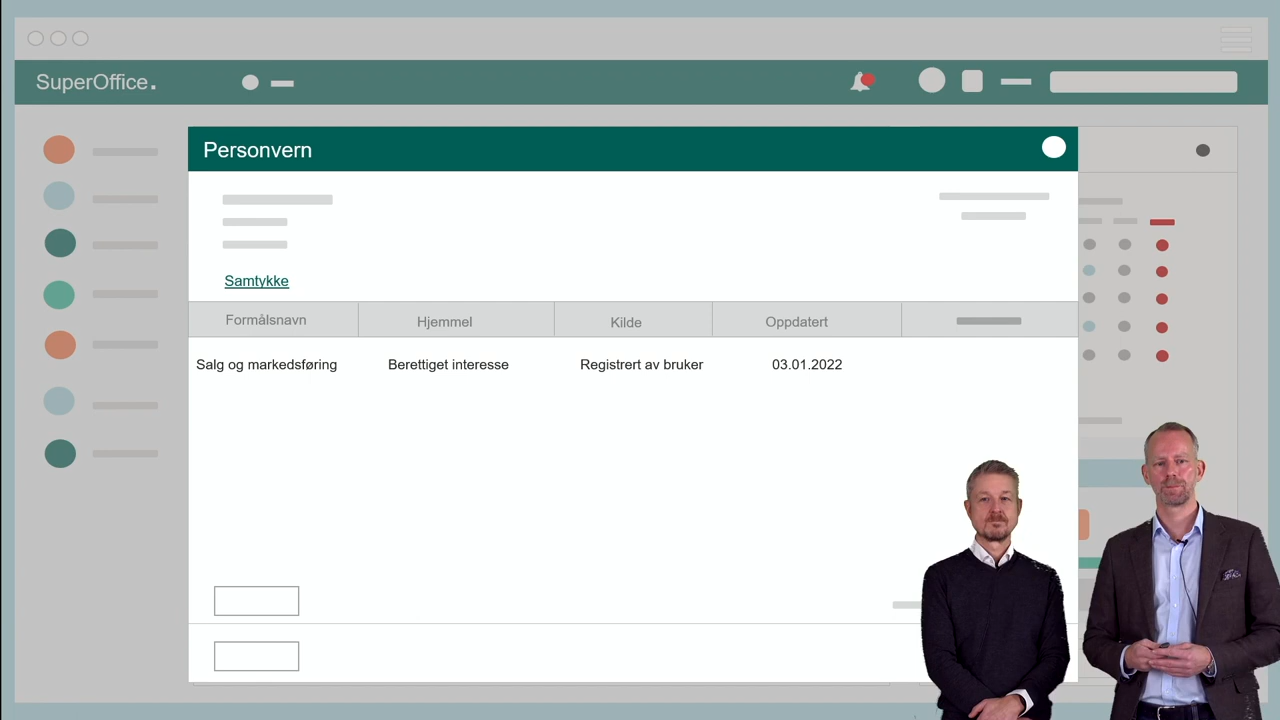 SuperOffice.
Personvern
Samtykke
Formålsnavn Hjemmel Kilde Oppdatert
Salg og markedsføring Berettiget interesse Registrert av bruker 03.01.2022